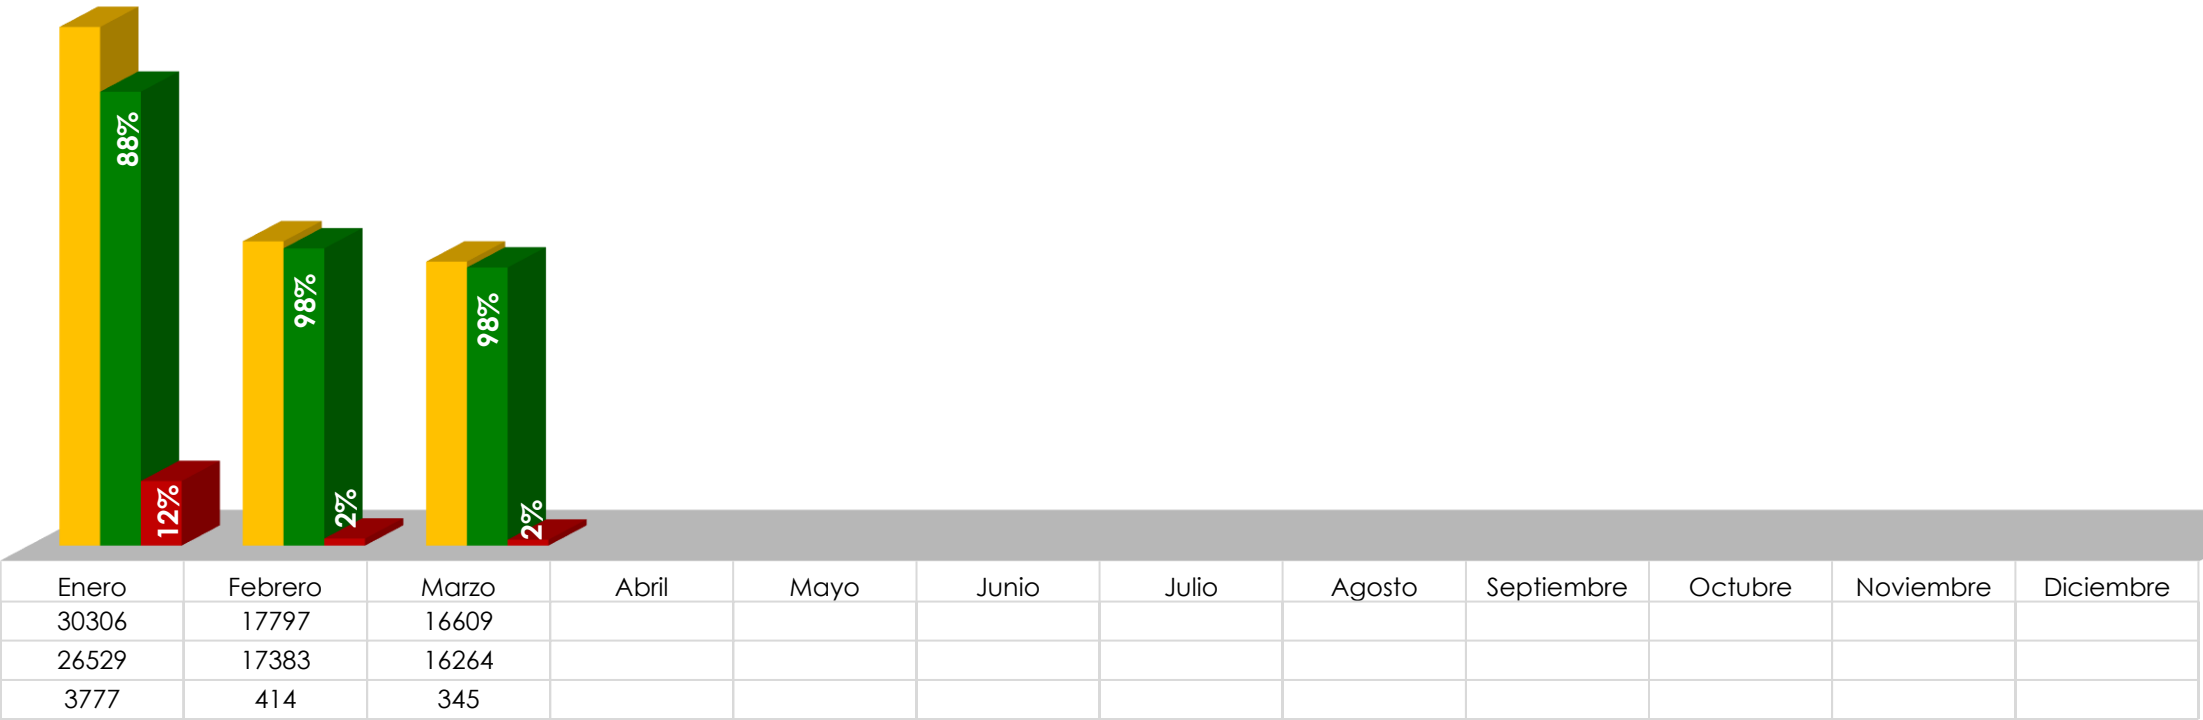 88%
98%
98%
12%
2%
2%
Enero Febrero Marzo Abril Mayo Junio Julio Agosto Septiembre Octubre Noviembre Diciembre
30306 17797 16609
26529 17383 16264
3777 414 345